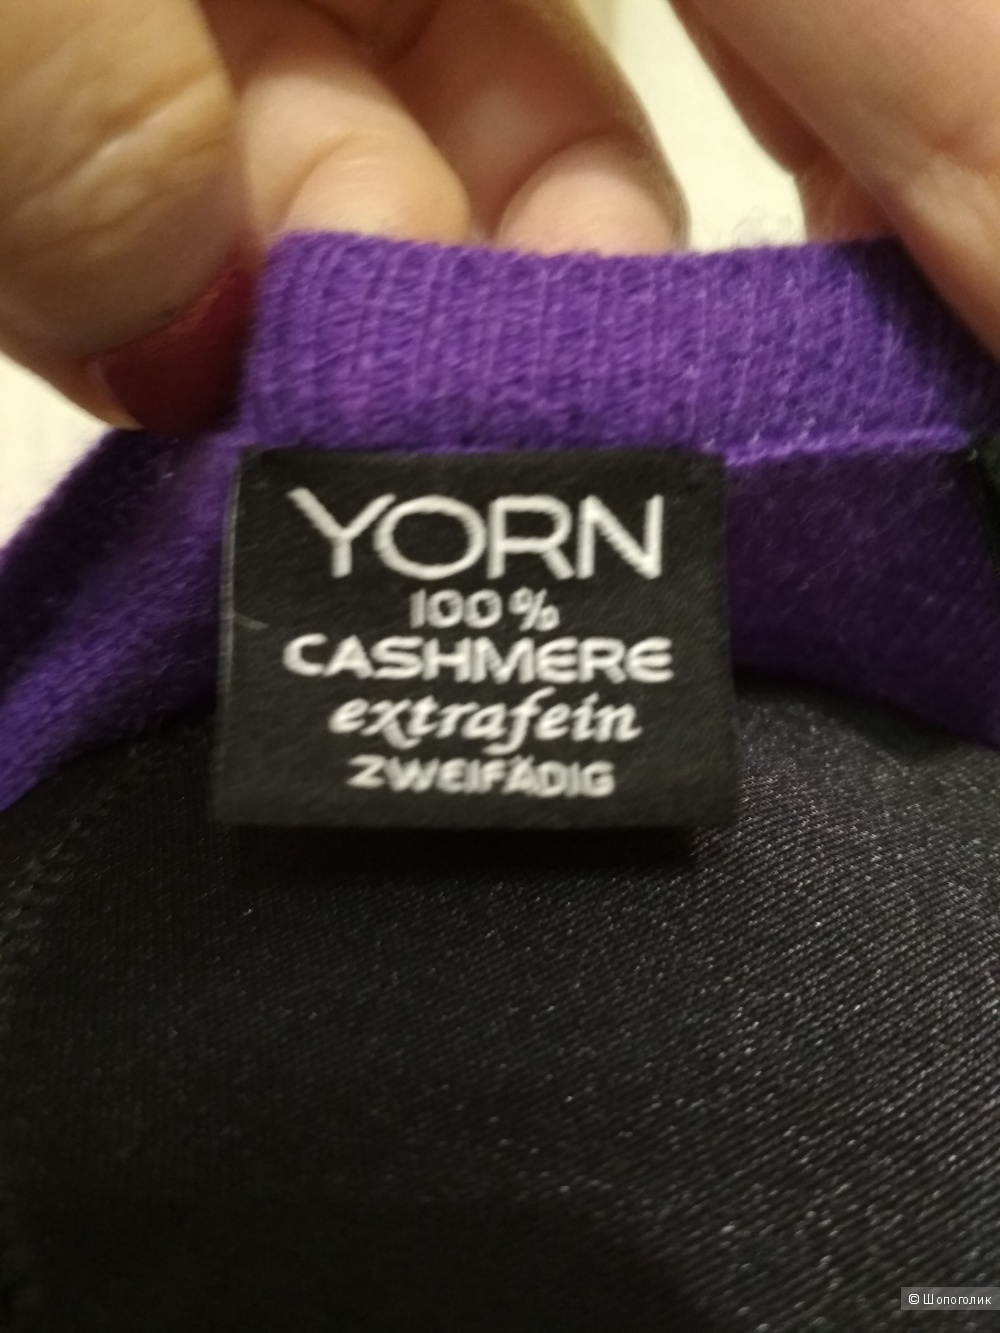 YORN
100%
CASHMERE
extrafein
ZWEIFÄDIG
© Шопоголик